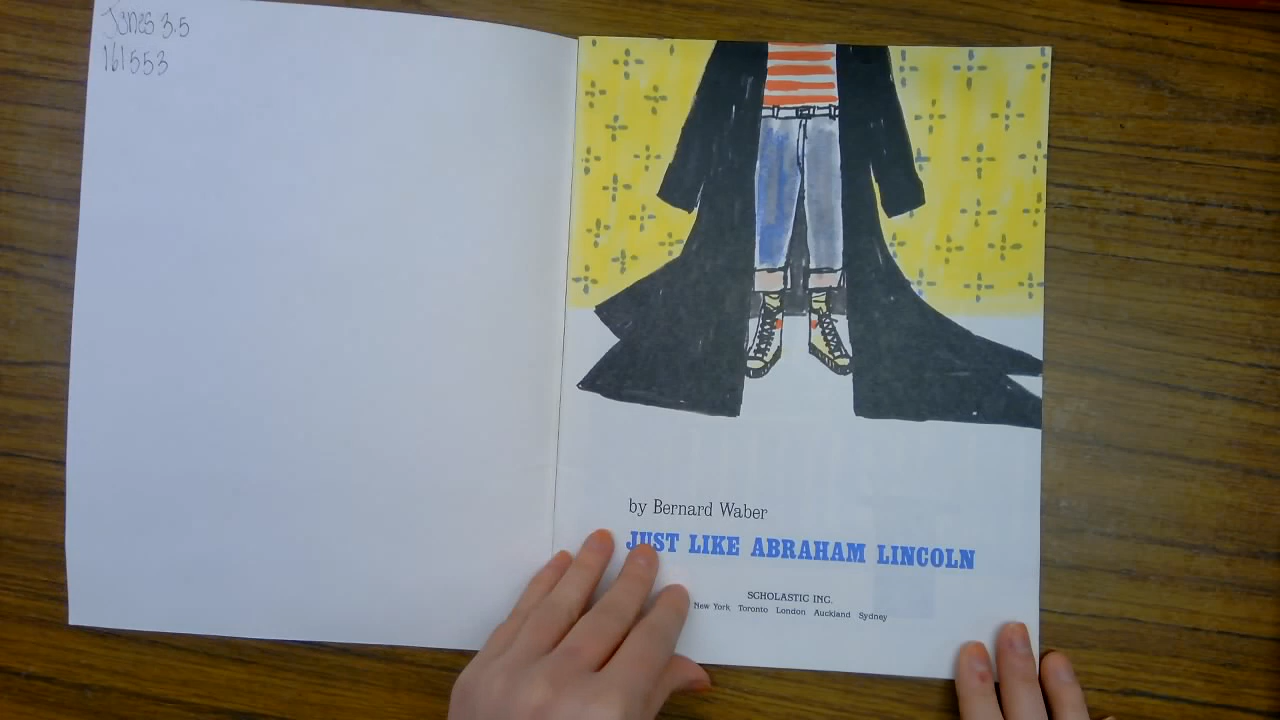 Jones 3.5
161553
by Bernard Waber
JUST LIKE ABRAHAM LINCOLN
SCHOLASTIC INC.
New York Toronto London Auckland Sydney